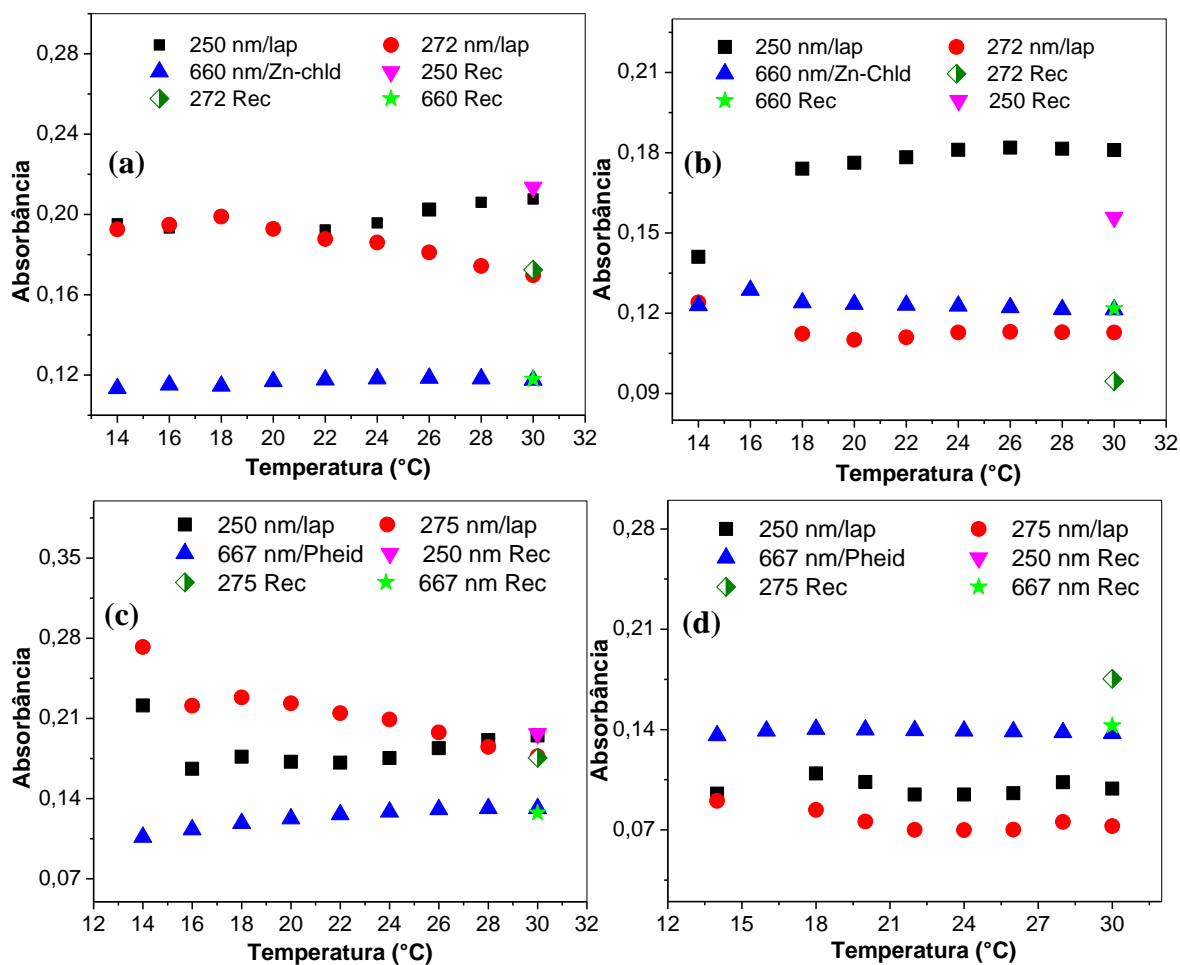 250 nm/lap 272 nm/lap
660 nm/Zn-chld 250 Rec
272 Rec 660 Rec
(a)
0,28
0,24
0,20
0,16
0,12
Absorbância
14 16 18 20 22 24 26 28 30 32
Temperatura (°C)
250 nm/lap 272 nm/lap
660 nm/Zn-Chld 272 Rec
660 Rec 250 Rec
(b)
0,21
0,18
0,15
0,12
0,09
Absorbância
14 16 18 20 22 24 26 28 30 32
Temperatura (°C)
250 nm/lap 275 nm/lap
667 nm/Pheid 250 nm Rec
275 Rec 667 nm Rec
(c)
0,35
0,28
0,21
0,14
0,07
Absorbância
12 14 16 18 20 22 24 26 28 30 32
Temperatura (°C)
250 nm/lap 275 nm/lap
667 nm/Pheid 250 nm Rec
275 Rec 667 nm Rec
(d)
0,28
0,21
0,14
0,07
Absorbância
15 18 21 24 27 30
Temperatura (°C)